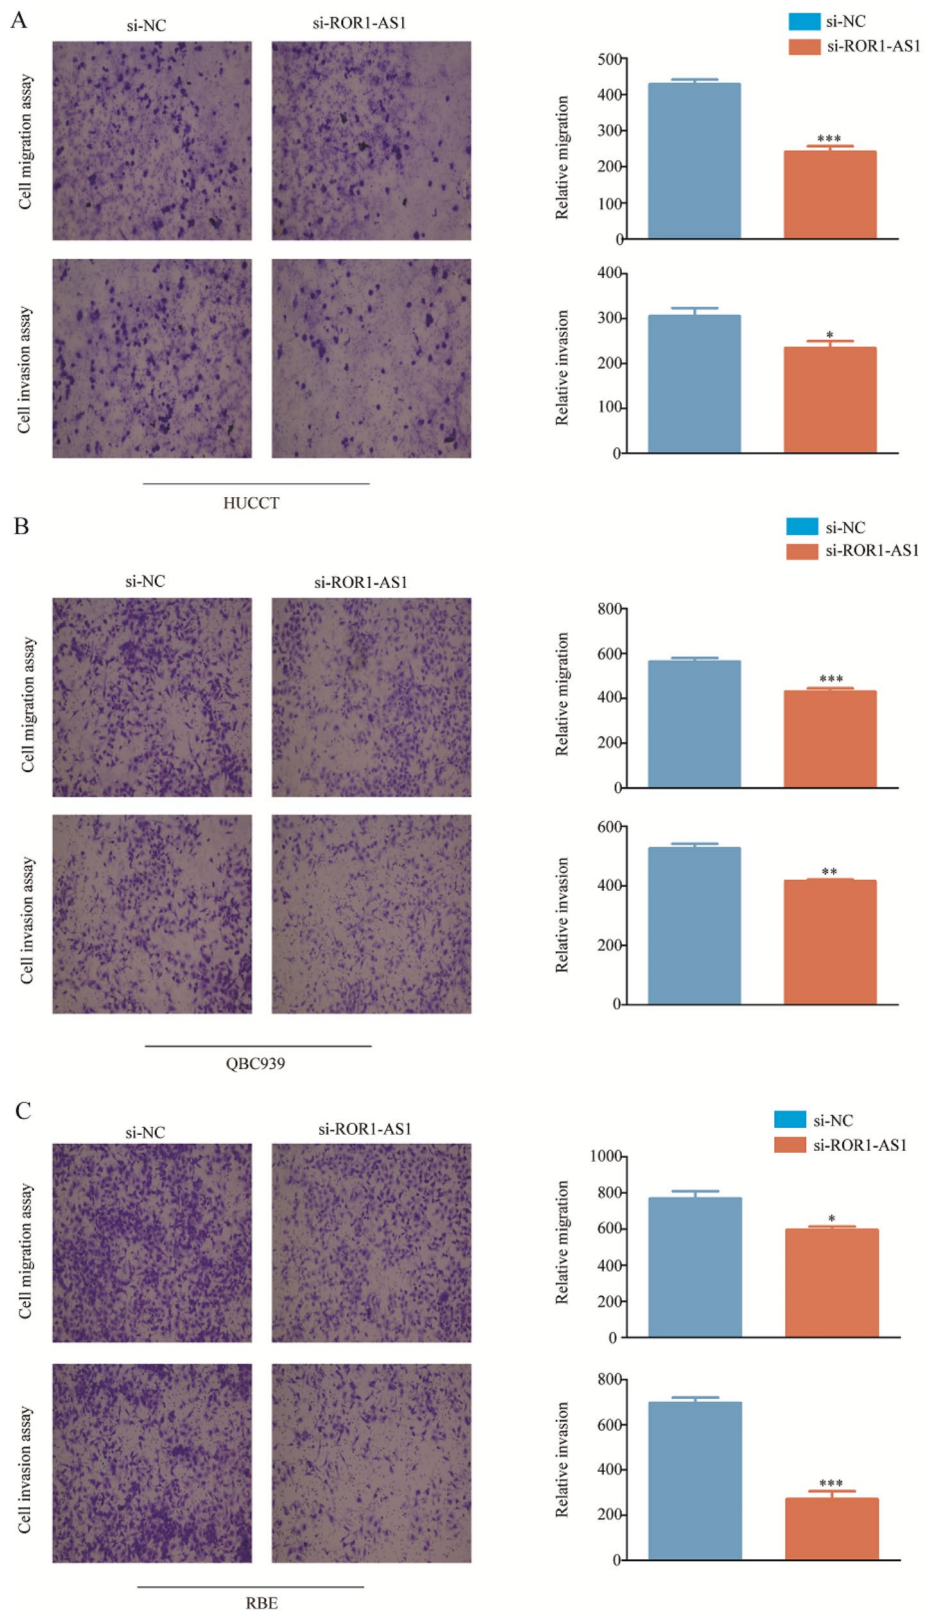 A
si-NC
si-ROR1-AS1
Cell migration assay
Cell invasion assay
HUCCT
si-NC
si-ROR1-AS1
Relative migration
500
400
300
200
100
0
***
Relative invasion
400
300
200
100
0
*
B
si-NC
si-ROR1-AS1
Cell migration assay
Cell invasion assay
QBC939
si-NC
si-ROR1-AS1
Relative migration
800
600
400
200
0
***
Relative invasion
600
400
200
0
**
C
si-NC
si-ROR1-AS1
Cell migration assay
Cell invasion assay
RBE
si-NC
si-ROR1-AS1
Relative migration
1000
800
600
400
200
0
*
Relative invasion
800
600
400
200
0
***